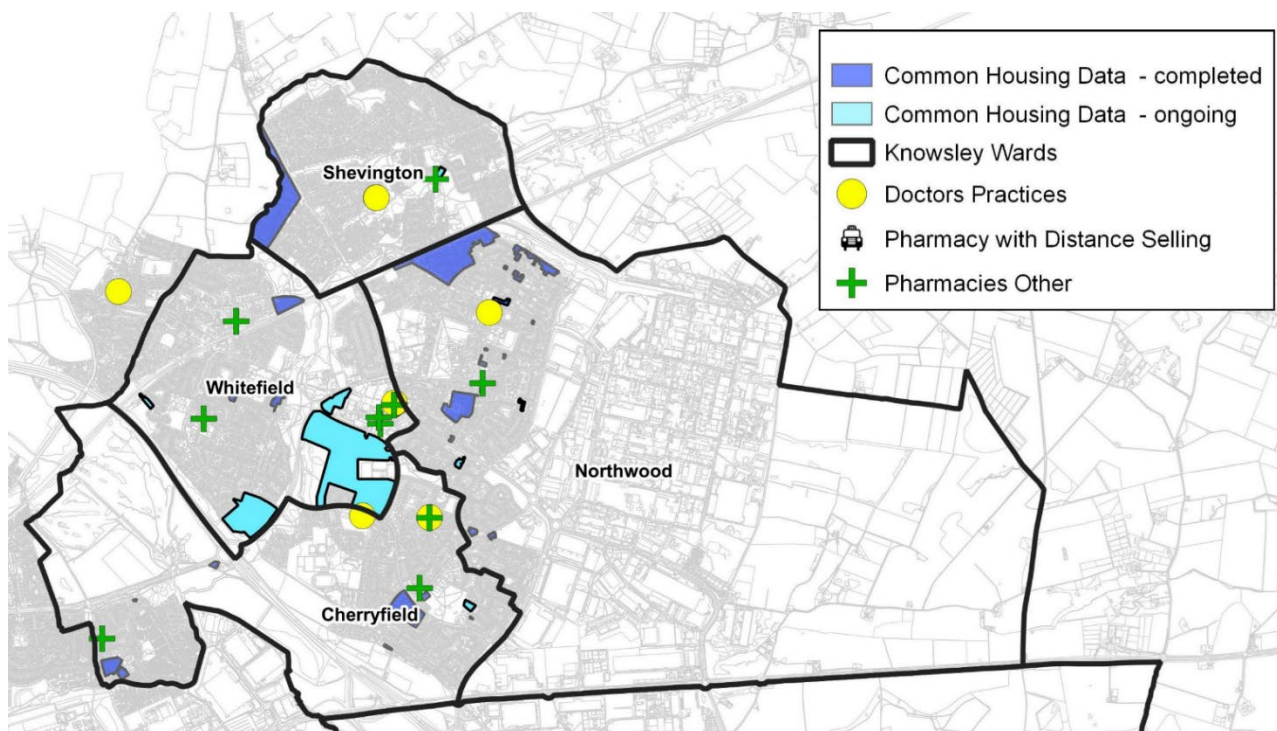 Common Housing Data - completed
Common Housing Data - ongoing
Knowsley Wards
Doctors Practices
Pharmacy with Distance Selling
Pharmacies Other
Shevington
Whitefield
Northwood
Cherryfield